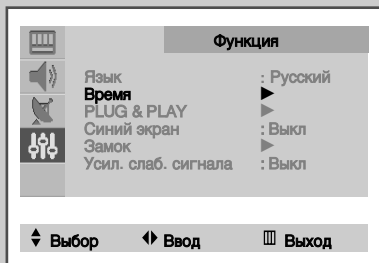 Функция
Язык : Русский
Время
PLUG & PLAY
Синий экран : Выкл
Замок
Усил. слаб. сигнала : Выкл
Выбор Ввод Выход